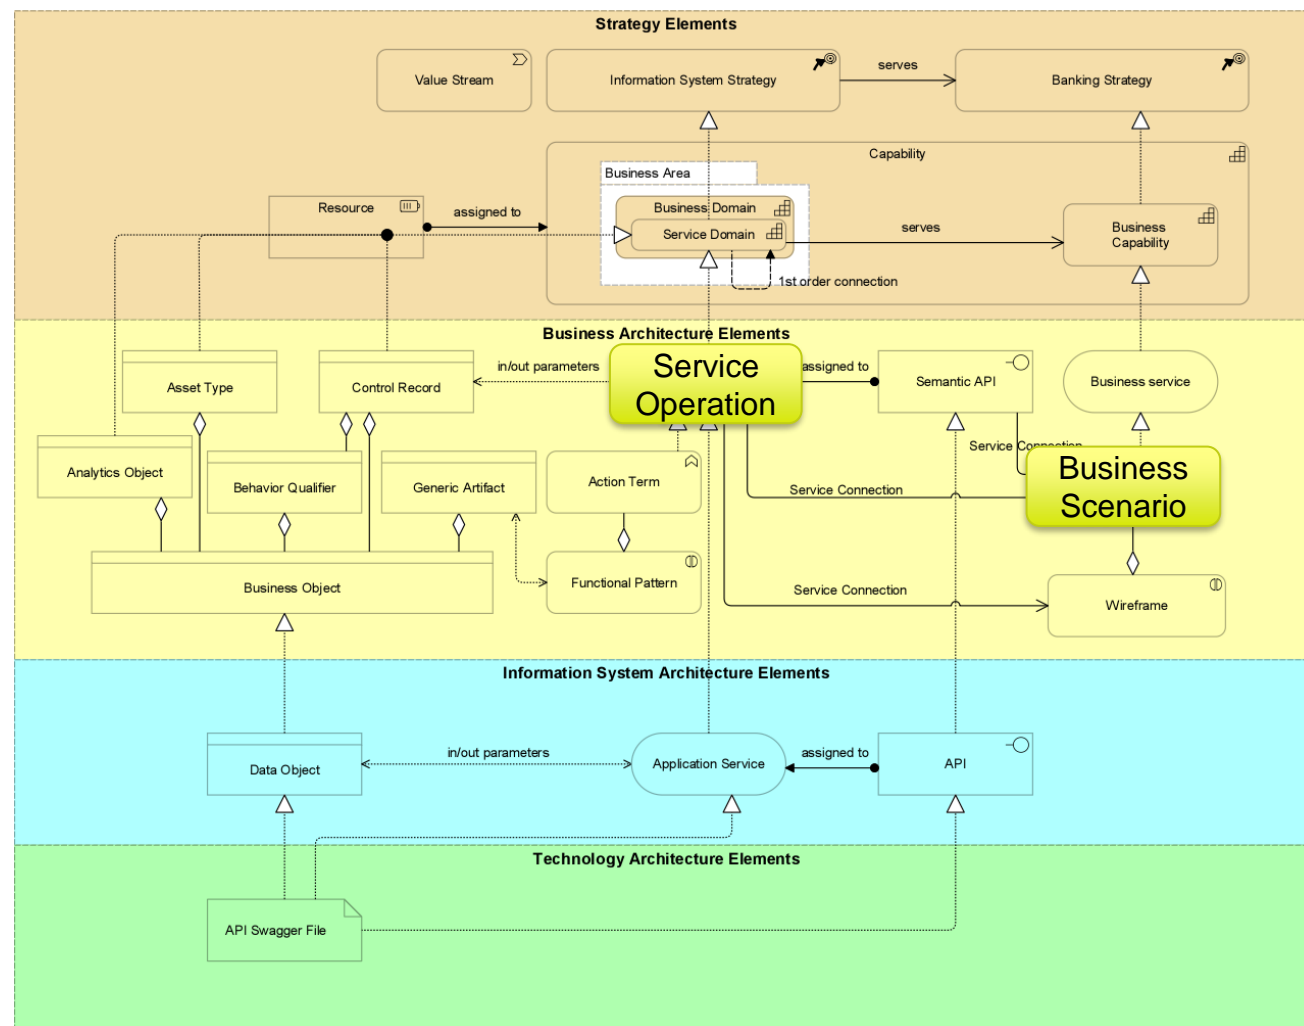 Strategy Elements
Value Stream
Information System Strategy
serves
Banking Strategy
Capability
Business Area
Resource
assigned to
Business Domain
Service Domain
serves
Business
Capability
1st order connection
Business Architecture Elements
Asset Type
Control Record
in/out parameters
Service
Operation
assigned to
Semantic API
Business service
Service Connection
Analytics Object
Behavior Qualifier
Generic Artifact
Action Term
Service Connection
Business
Scenario
Business Object
Functional Pattern
Service Connection
Wireframe
Information System Architecture Elements
Data Object
in/out parameters
Application Service
assigned to
API
Technology Architecture Elements
API Swagger File